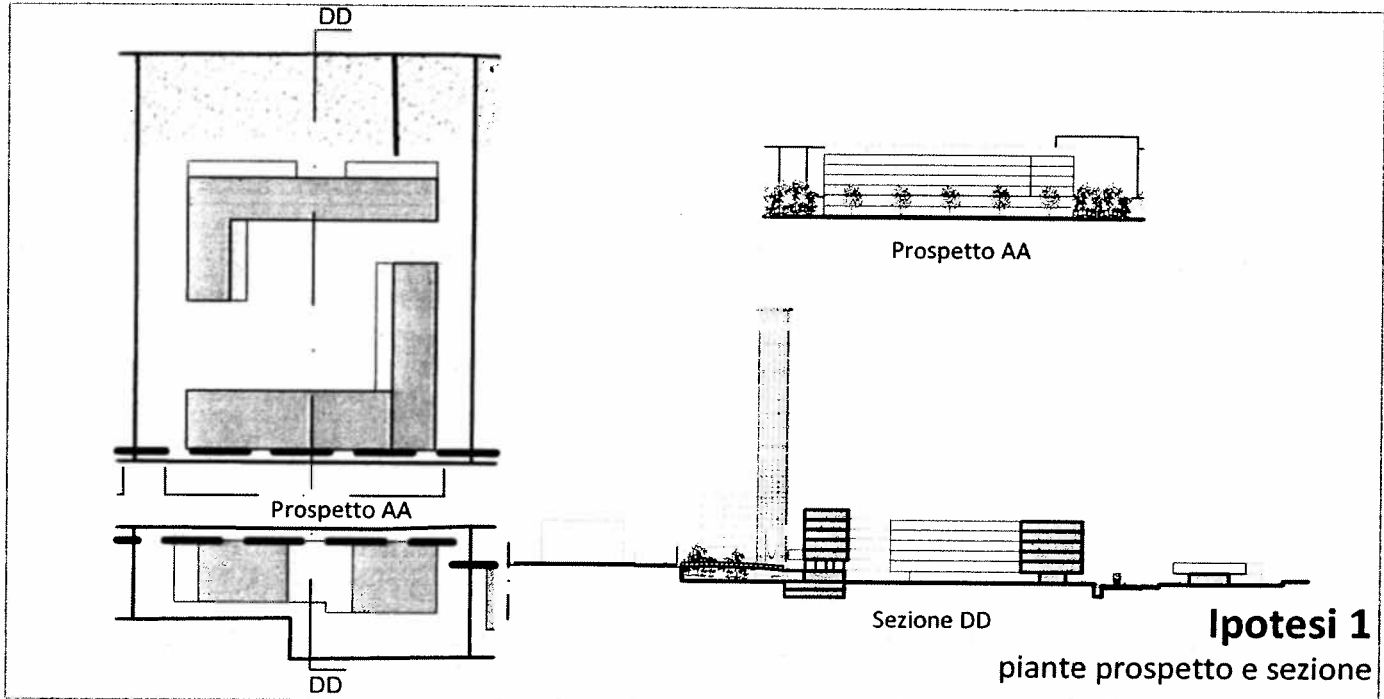 DD
Prospetto AA
Prospetto AA
DD
Sezione DD
Ipotesi 1
piante prospetto e sezione